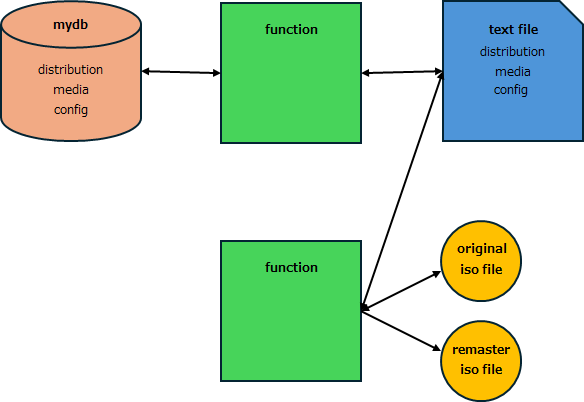 mydb
distribution
media
config
function
text file
distribution
media
config
function
original
iso file
remaster
iso file